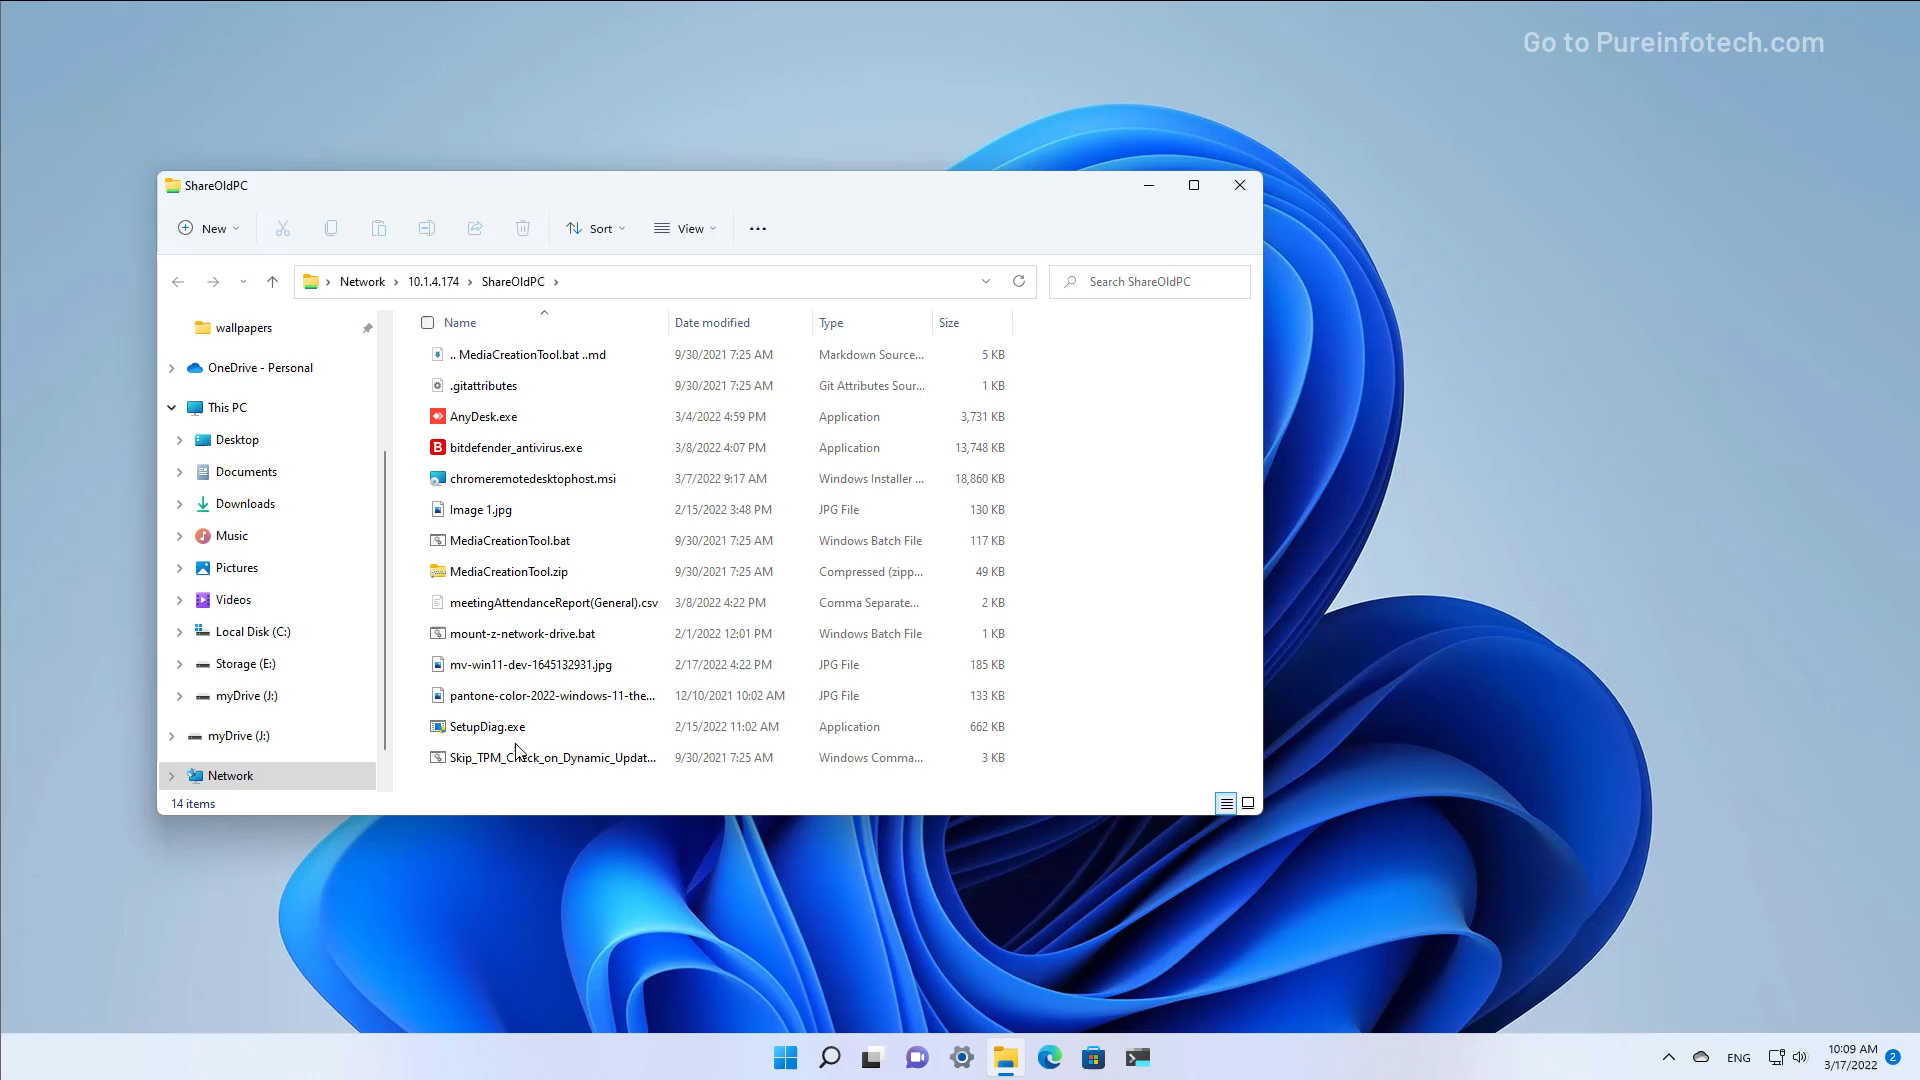 Go to Pureinfotech.com
ShareOldPC
New Sort View
Network 10.1.4.174 ShareOldPC Search ShareOldPC
Name Date modified Type Size
wallpapers
OneDrive - Personal
This PC
Desktop
Documents
Downloads
Music
Pictures
Videos
Local Disk (C:)
Storage (E:)
myDrive (J:)
myDrive (J:)
Network
.. MediaCreationTool.bat ..md 9/30/2021 7:25 AM Markdown Source... 5 KB
.gitattributes 9/30/2021 7:25 AM Git Attributes Sour... 1 KB
AnyDesk.exe 3/4/2022 4:59 PM Application 3,731 KB
bitdefender_antivirus.exe 3/8/2022 4:07 PM Application 13,748 KB
chromeremotedesktophost.msi 3/7/2022 9:17 AM Windows Installer ... 18,860 KB
Image 1.jpg 2/15/2022 3:48 PM JPG File 130 KB
MediaCreationTool.bat 9/30/2021 7:25 AM Windows Batch File 117 KB
MediaCreationTool.zip 9/30/2021 7:25 AM Compressed (zipp... 49 KB
meetingAttendanceReport(General).csv 3/8/2022 4:22 PM Comma Separate... 2 KB
mount-z-network-drive.bat 2/1/2022 12:01 PM Windows Batch File 1 KB
mv-win11-dev-1645132931.jpg 2/17/2022 4:22 PM JPG File 185 KB
pantone-color-2022-windows-11-the... 12/10/2021 10:02 AM JPG File 133 KB
SetupDiag.exe 2/15/2022 11:02 AM Application 662 KB
Skip_TPM_Check_on_Dynamic_Updat... 9/30/2021 7:25 AM Windows Comma... 3 KB
14 items
ENG 10:09 AM
3/17/2022 2